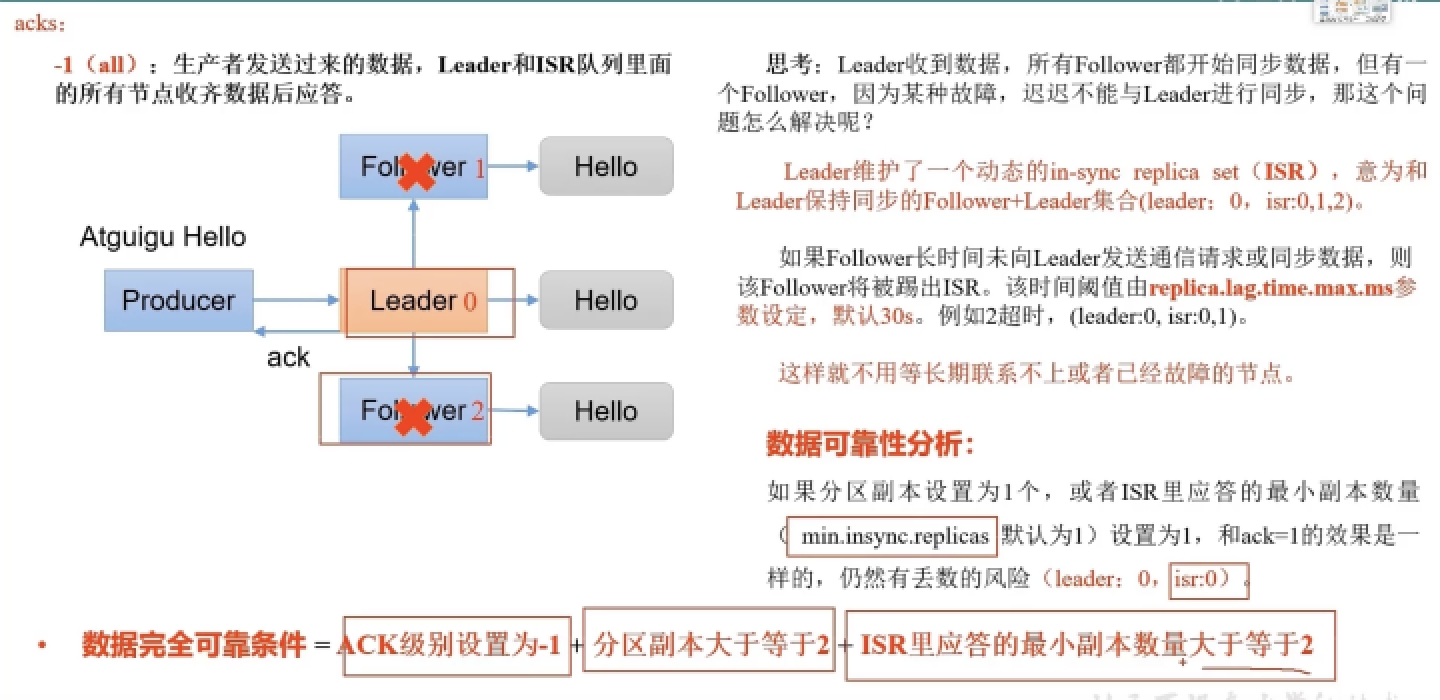 acks：
-1（all）：生产者发送过来的数据，Leader和ISR队列里面
的所有节点收齐数据后应答。
Follower 1
Hello
Atguigu Hello
Producer
Leader 0
Hello
ack
Follower 2
Hello
思考：Leader收到数据，所有Follower都开始同步数据，但有一
个Follower，因为某种故障，迟迟不能与Leader进行同步，那这个问
题怎么解决呢？
Leader维护了一个动态的in-sync replica set（ISR），意为和
Leader保持同步的Follower+Leader集合(leader：0，isr:0,1,2)。
如果Follower长时间未向Leader发送通信请求或同步数据，则
该Follower将被踢出ISR。该时间阈值由replica.lag.time.max.ms参
数设定，默认30s。例如2超时，(leader:0, isr:0,1)。
这样就不用等长期联系不上或者已经故障的节点。
数据可靠性分析：
如果分区副本设置为1个，或者ISR里应答的最小副本数量
（ min.insync.replicas 默认为1）设置为1，和ack=1的效果是一
样的，仍然有丢数的风险（leader：0，isr:0）。
• 数据完全可靠条件 = ACK级别设置为-1 + 分区副本大于等于2 + ISR里应答的最小副本数量大于等于2